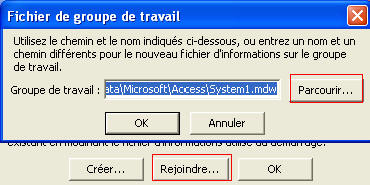 Fichier de groupe de travail
Utilisez le chemin et le nom indiqués ci-dessous, ou entrez un nom et un
chemin différents pour le nouveau fichier d'informations sur le groupe
de travail.
Groupe de travail : ata\Microsoft\Access\System1.mdw Parcourir...
OK Annuler
existant en modifiant le fichier d'informations utilisé au démarrage.
Créer... Rejoindre... OK